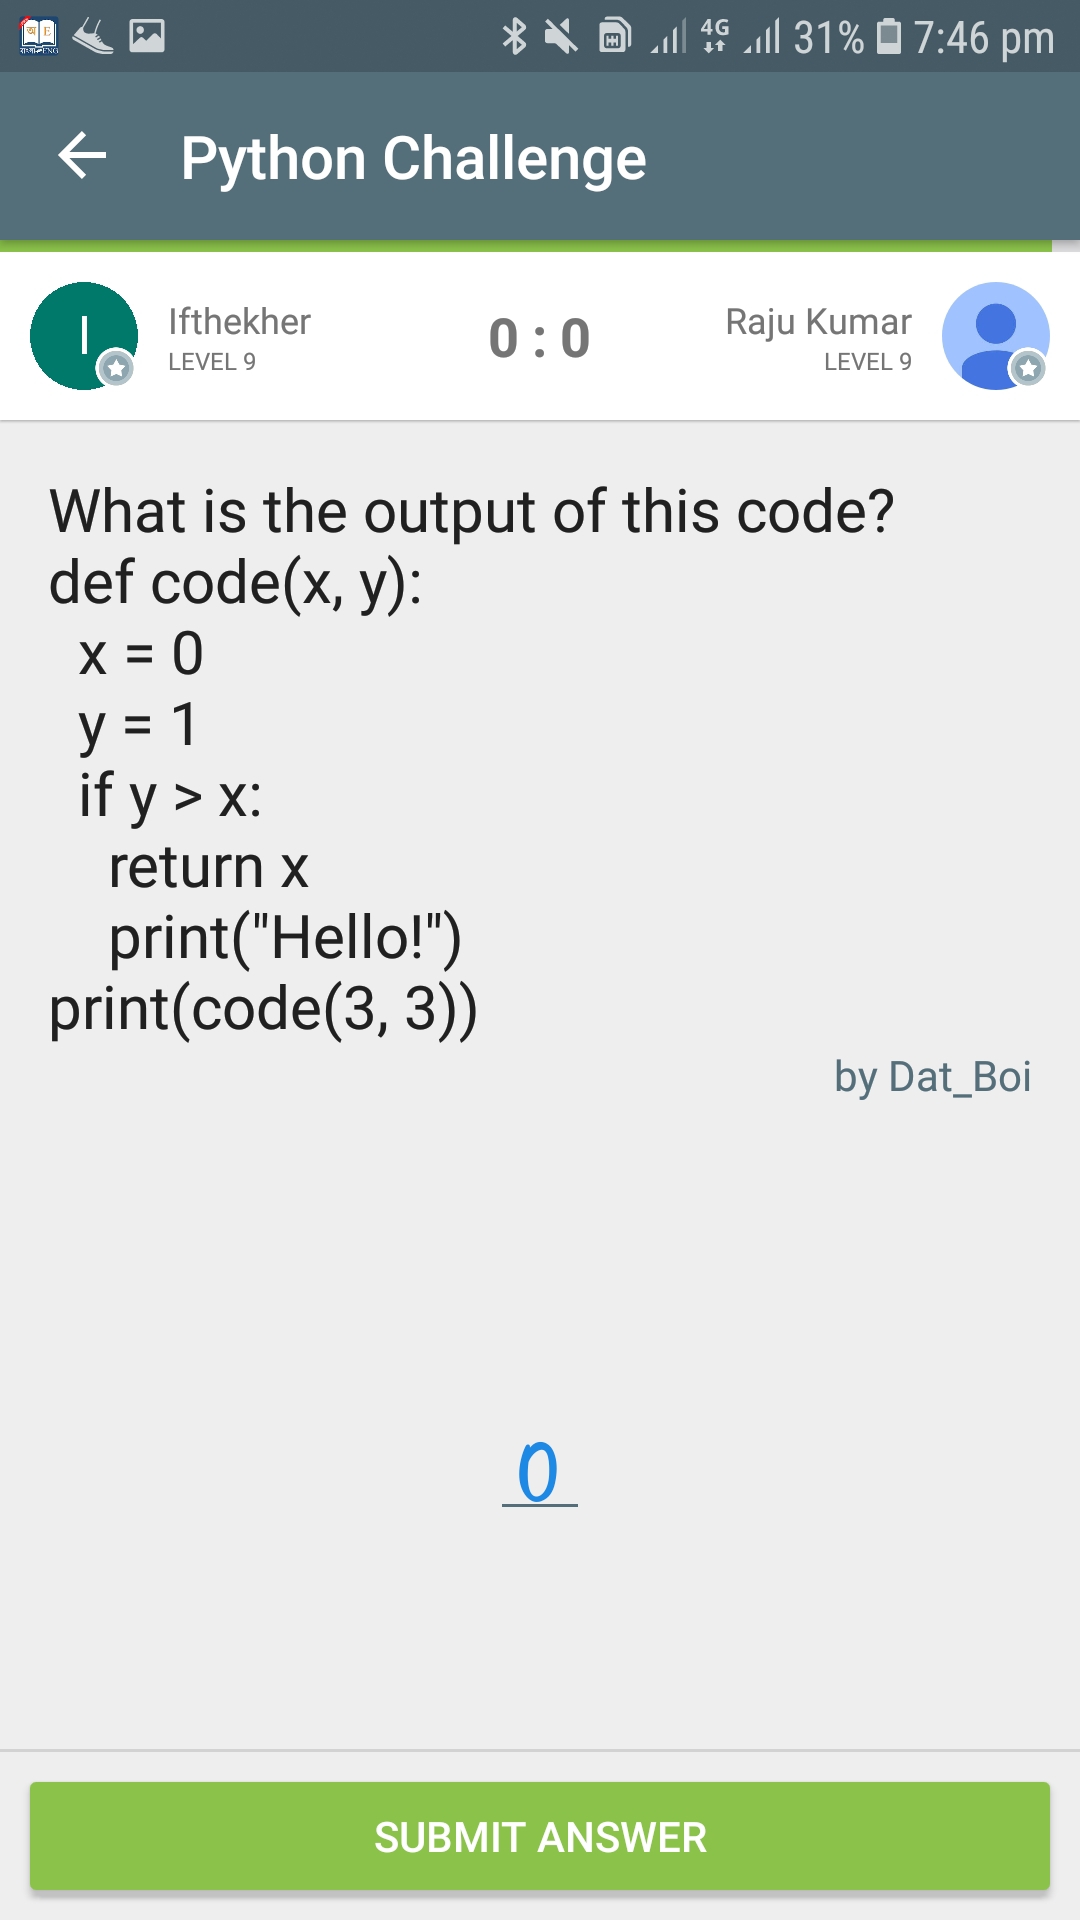 4G 31% 7:46 pm
Python Challenge
I Ifthekher 0 : 0 Raju Kumar
LEVEL 9 LEVEL 9
What is the output of this code?
def code(x, y):
x = 0
y = 1
if y > x:
return x
print("Hello!")
print(code(3, 3))
by Dat_Boi
0
SUBMIT ANSWER